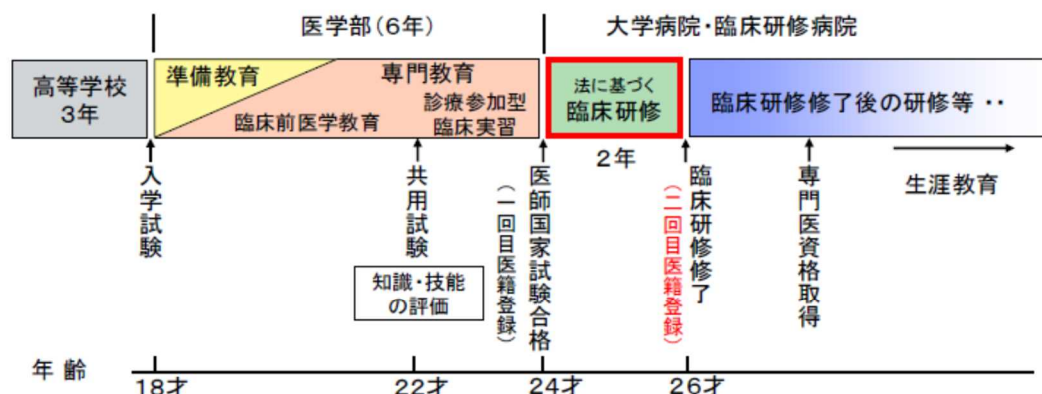 医学部(6年)
大学病院・臨床研修病院
高等学校
3年
準備教育
専門教育
臨床前医学教育
診療参加型
臨床実習
法に基づく
臨床研修
臨床研修修了後の研修等 ・・
2年
生涯教育
入学試験
共用試験
知識・技能
の評価
医師国家試験合格
(一回目医籍登録)
臨床研修修了
(二回目医籍登録)
専門医資格取得
年 齢
18才
22才
24才
26才